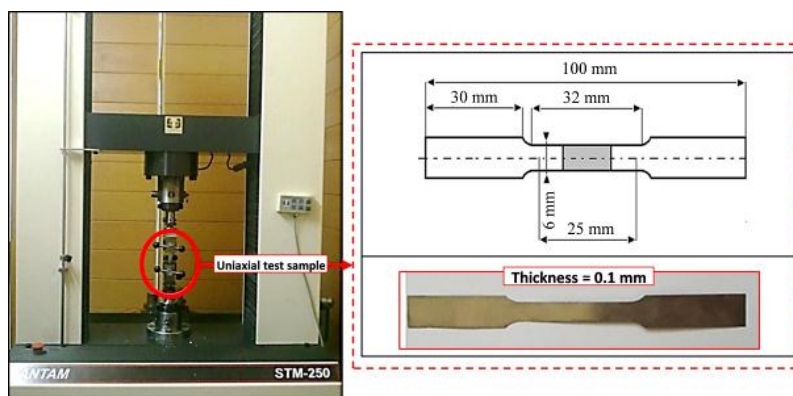 Uniaxial test sample
ANTAM
STM-250
100 mm
30 mm
32 mm
6 mm
25 mm
Thickness = 0.1 mm